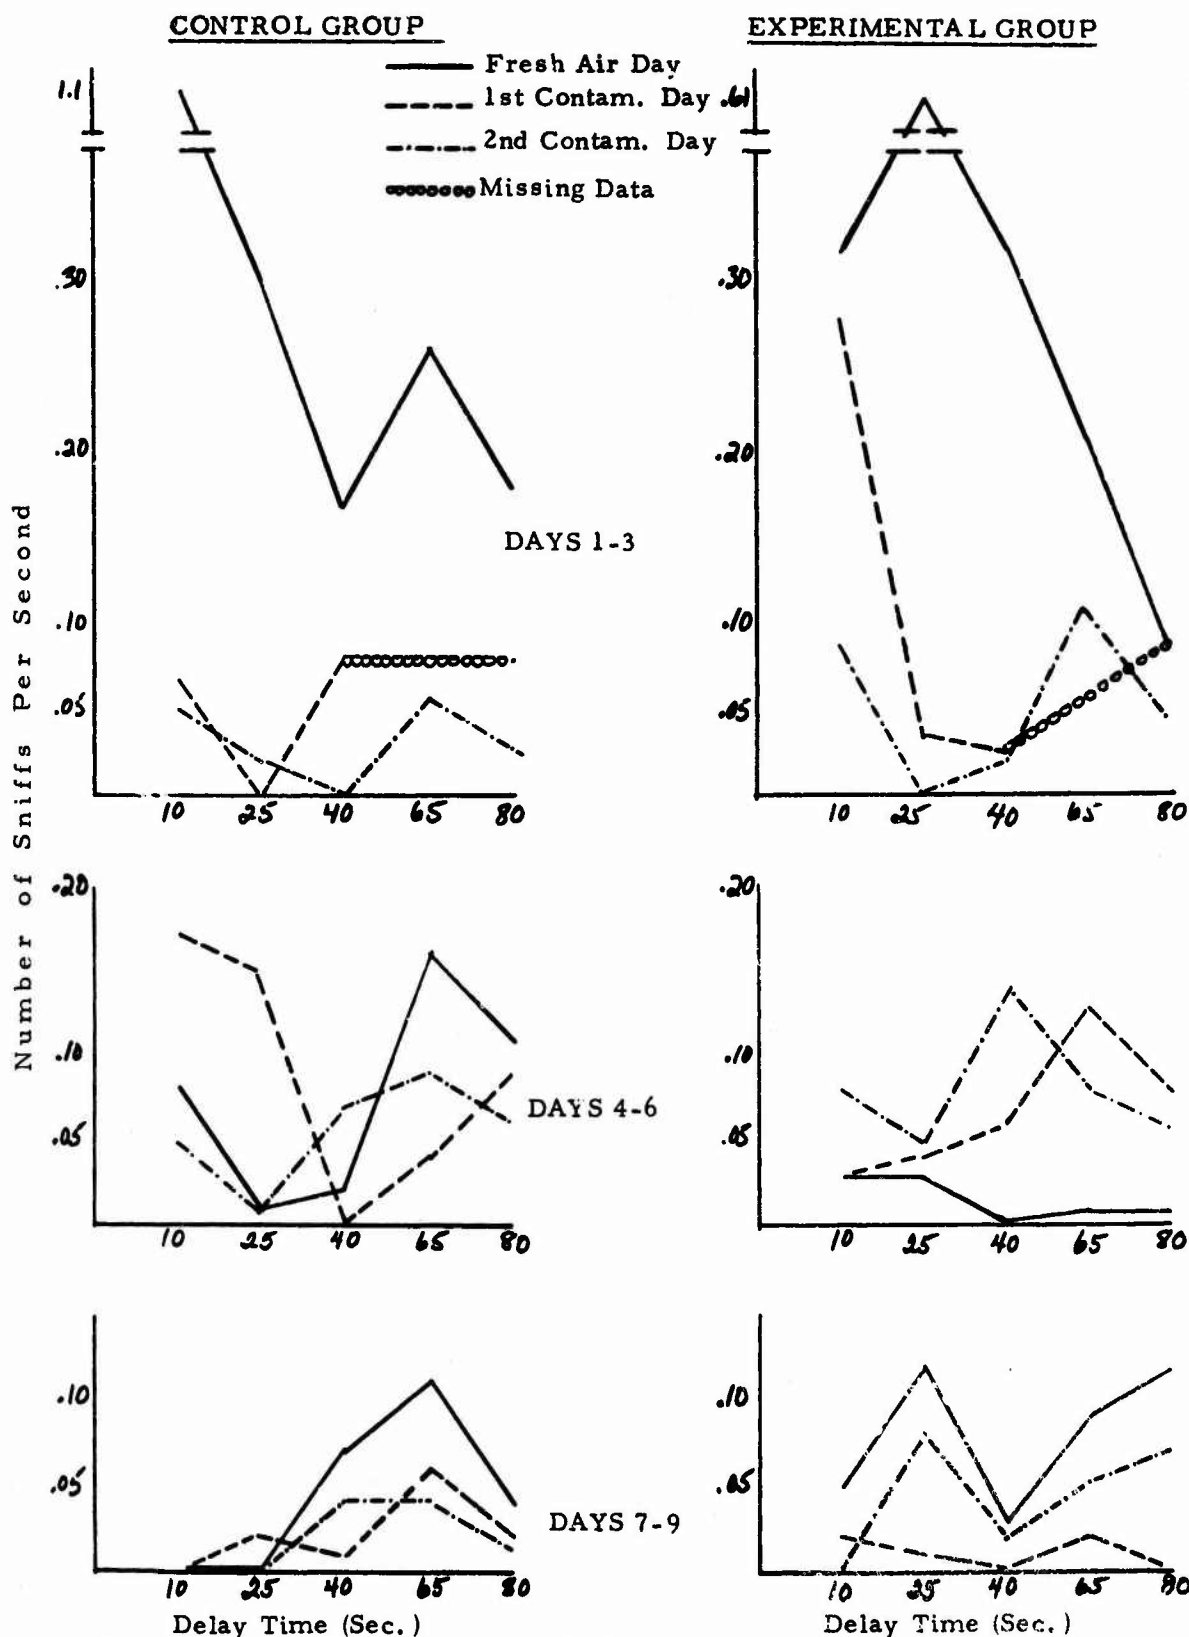 CONTROL GROUP
EXPERIMENTAL GROUP
Fresh Air Day
1st Contam. Day
2nd Contam. Day
Missing Data
Number of Sniffs Per Second
1.1
.30
.20
.10
.05
10 25 40 65 80
.61
.30
.20
.10
.05
10 25 40 65 80
DAYS 1-3
.20
.10
.05
10 25 40 65 80
.20
.10
.05
10 25 40 65 80
DAYS 4-6
.10
.05
10 25 40 65 80
.10
.05
10 25 40 65 80
DAYS 7-9
Delay Time (Sec.)
Delay Time (Sec.)